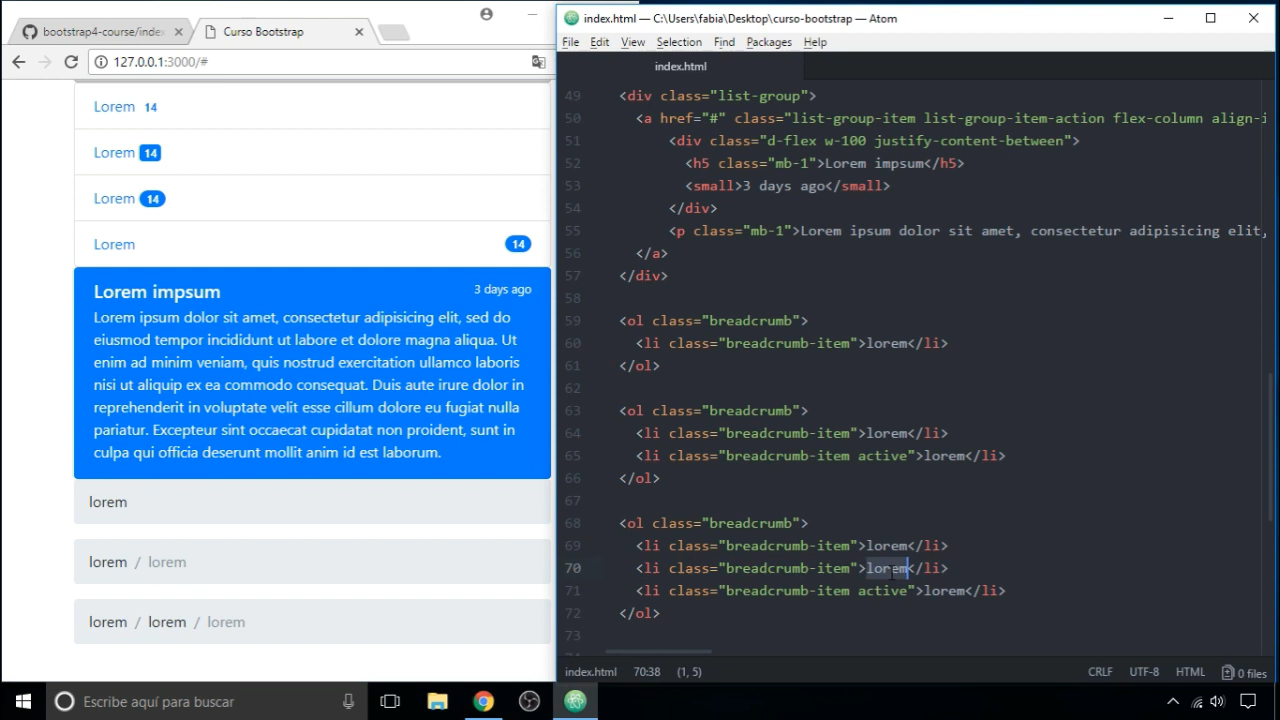 bootstrap4-course/inde
Curso Bootstrap
127.0.0.1:3000/#
Lorem 14
Lorem 14
Lorem 14
Lorem 14
Lorem impsum 3 days ago
Lorem ipsum dolor sit amet, consectetur adipisicing elit, sed do
eiusmod tempor incididunt ut labore et dolore magna aliqua. Ut
enim ad minim veniam, quis nostrud exercitation ullamco laboris
nisi ut aliquip ex ea commodo consequat. Duis aute irure dolor in
reprehenderit in voluptate velit esse cillum dolore eu fugiat nulla
pariatur. Excepteur sint occaecat cupidatat non proident, sunt in
culpa qui officia deserunt mollit anim id est laborum.
lorem
lorem / lorem
lorem / lorem / lorem
index.html — C:\Users\fabia\Desktop\curso-bootstrap — Atom
File Edit View Selection Find Packages Help
index.html
49 <div class="list-group">
50 <a href="#" class="list-group-item list-group-item-action flex-column align-i
51 <div class="d-flex w-100 justify-content-between">
52 <h5 class="mb-1">Lorem impsum</h5>
53 <small>3 days ago</small>
54 </div>
55 <p class="mb-1">Lorem ipsum dolor sit amet, consectetur adipisicing elit,
56 </a>
57 </div>
58
59 <ol class="breadcrumb">
60 <li class="breadcrumb-item">lorem</li>
61 </ol>
62
63 <ol class="breadcrumb">
64 <li class="breadcrumb-item">lorem</li>
65 <li class="breadcrumb-item active">lorem</li>
66 </ol>
67
68 <ol class="breadcrumb">
69 <li class="breadcrumb-item">lorem</li>
70 <li class="breadcrumb-item">lorem</li>
71 <li class="breadcrumb-item active">lorem</li>
72 </ol>
73
index.html 70:38 (1, 5) CRLF UTF-8 HTML 0 files
Escribe aquí para buscar